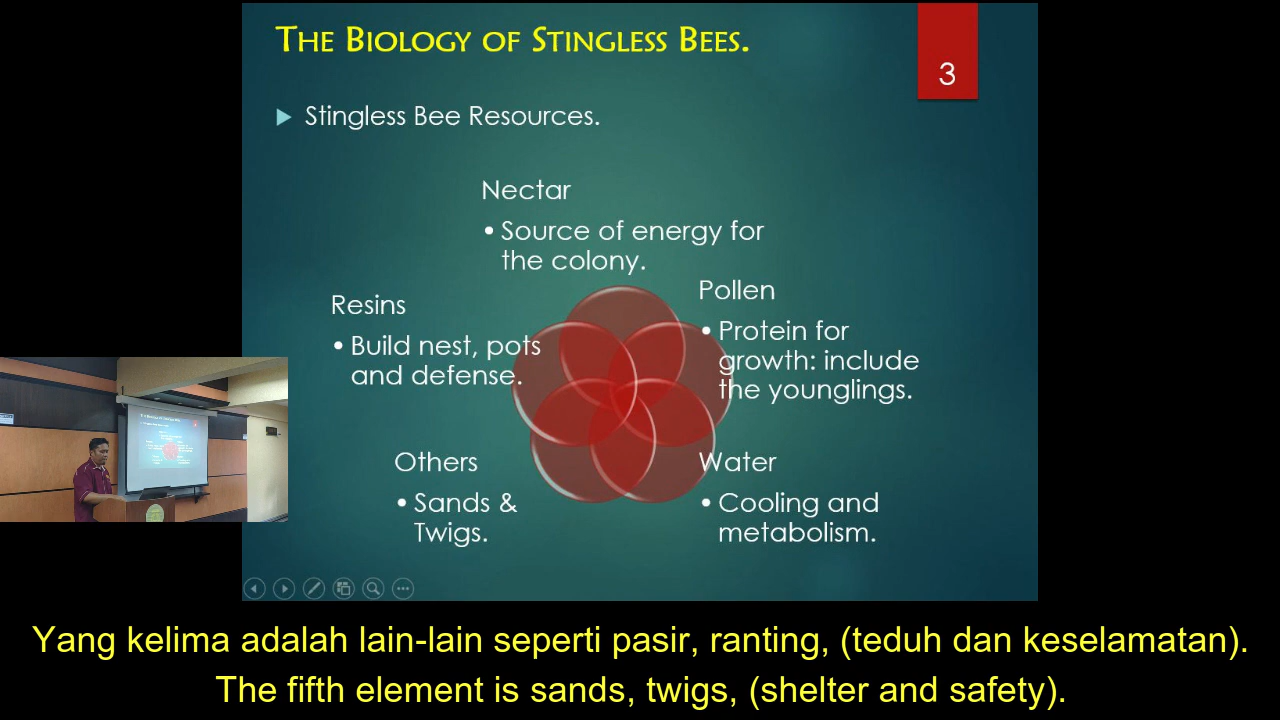 THE BIOLOGY OF STINGLESS BEES.
3
Stingless Bee Resources.
Nectar
• Source of energy for
the colony.
Pollen
• Protein for
growth: include
the younglings.
Resins
• Build nest, pots
and defense.
Others
• Sands &
Twigs.
Water
• Cooling and
metabolism.
Yang kelima adalah lain-lain seperti pasir, ranting, (teduh dan keselamatan).
The fifth element is sands, twigs, (shelter and safety).